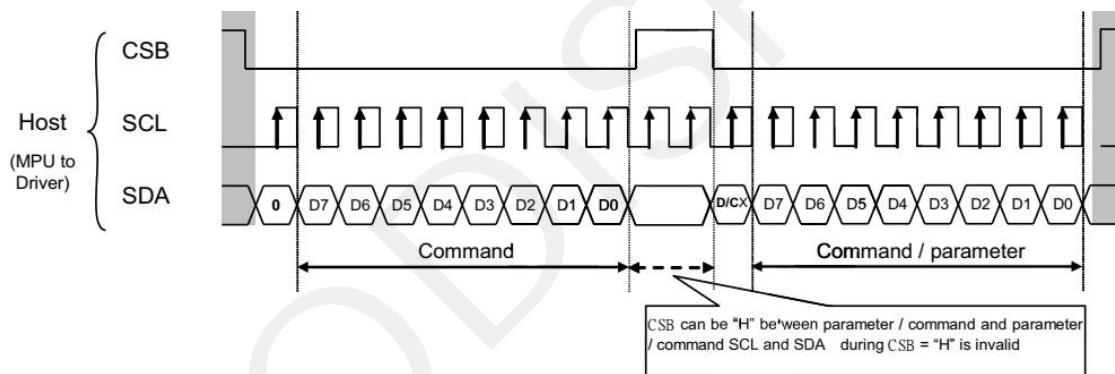 CSB
SCL
SDA
Host
(MPU to
Driver)
0 D7 D6 D5 D4 D3 D2 D1 D0 D/CX D7 D6 D5 D4 D3 D2 D1 D0
Command
Command / parameter
CSB can be "H" between parameter / command and parameter
/ command SCL and SDA during CSB = "H" is invalid